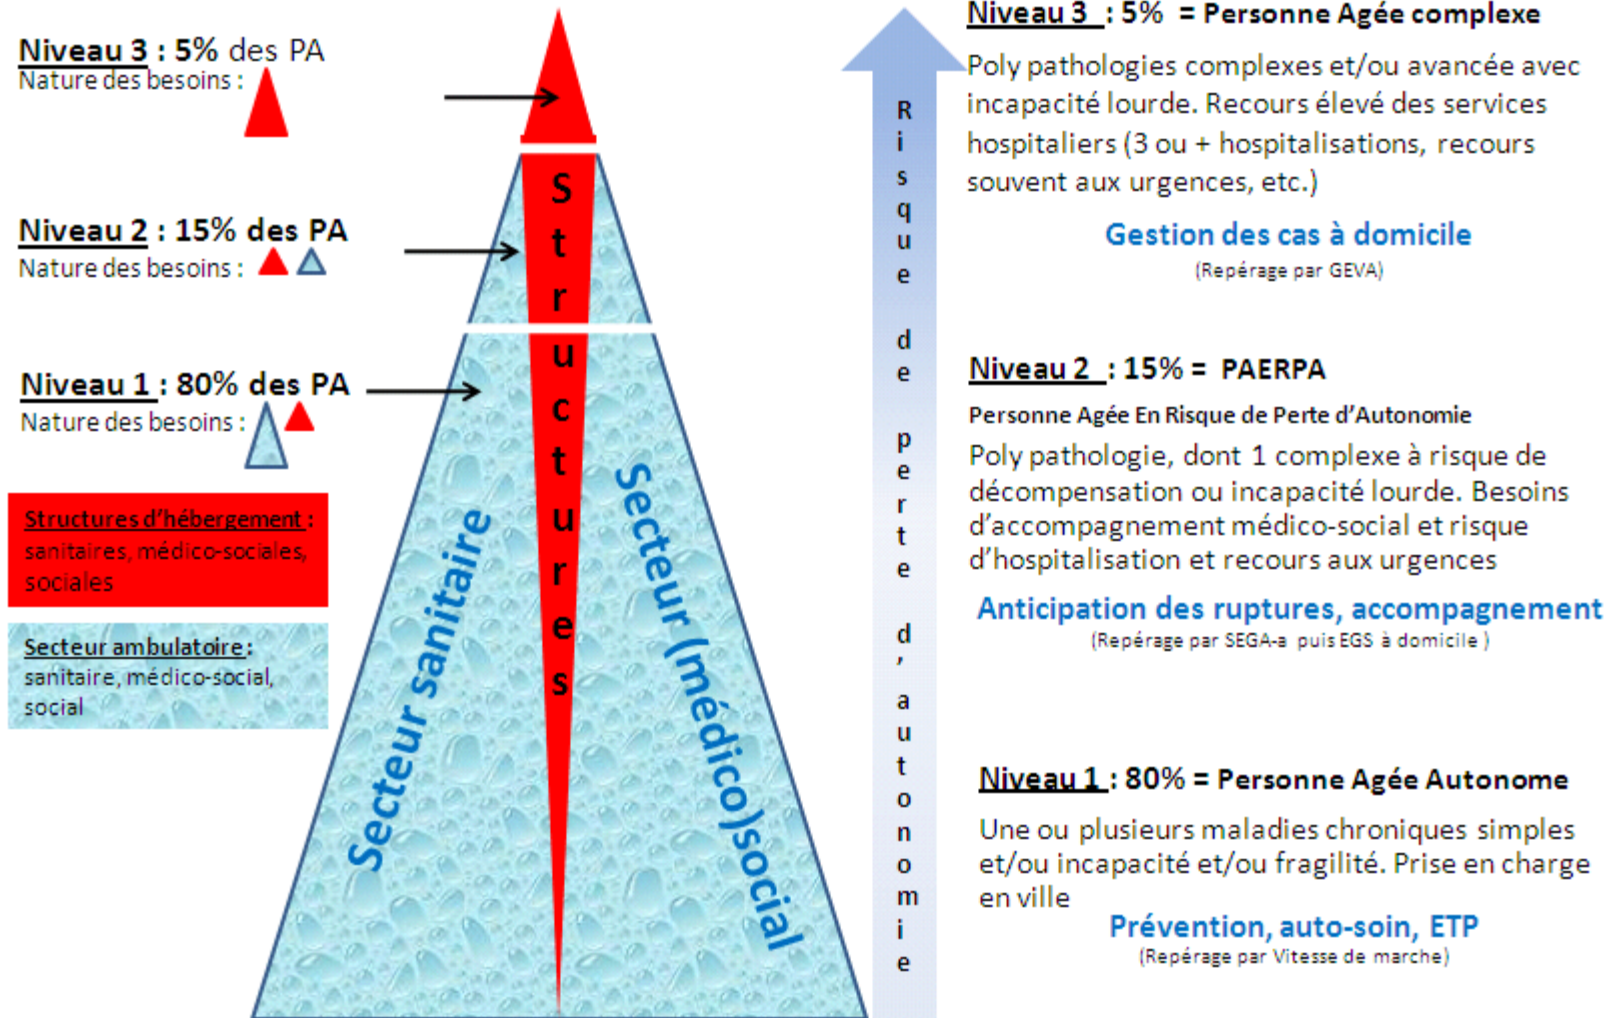 Niveau 3 : 5% des PA
Nature des besoins :
Niveau 2 : 15% des PA
Nature des besoins :
Niveau 1 : 80% des PA
Nature des besoins :
Structures d’hébergement :
sanitaires, médico-sociales,
sociales
Secteur ambulatoire :
sanitaire, médico-social,
social
Structures
Secteur sanitaire
Secteur (médico)social
Risque de perte d’autonomie
Niveau 3 : 5% = Personne Agée complexe
Poly pathologies complexes et/ou avancée avec
incapacité lourde. Recours élevé des services
hospitaliers (3 ou + hospitalisations, recours
souvent aux urgences, etc.)
Gestion des cas à domicile
(Repérage par GEVA)
Niveau 2 : 15% = PAERPA
Personne Agée En Risque de Perte d’Autonomie
Poly pathologie, dont 1 complexe à risque de
décompensation ou incapacité lourde. Besoins
d’accompagnement médico-social et risque
d’hospitalisation et recours aux urgences
Anticipation des ruptures, accompagnement
(Repérage par SEGA-a puis EGS à domicile )
Niveau 1 : 80% = Personne Agée Autonome
Une ou plusieurs maladies chroniques simples
et/ou incapacité et/ou fragilité. Prise en charge
en ville
Prévention, auto-soin, ETP
(Repérage par Vitesse de marche)